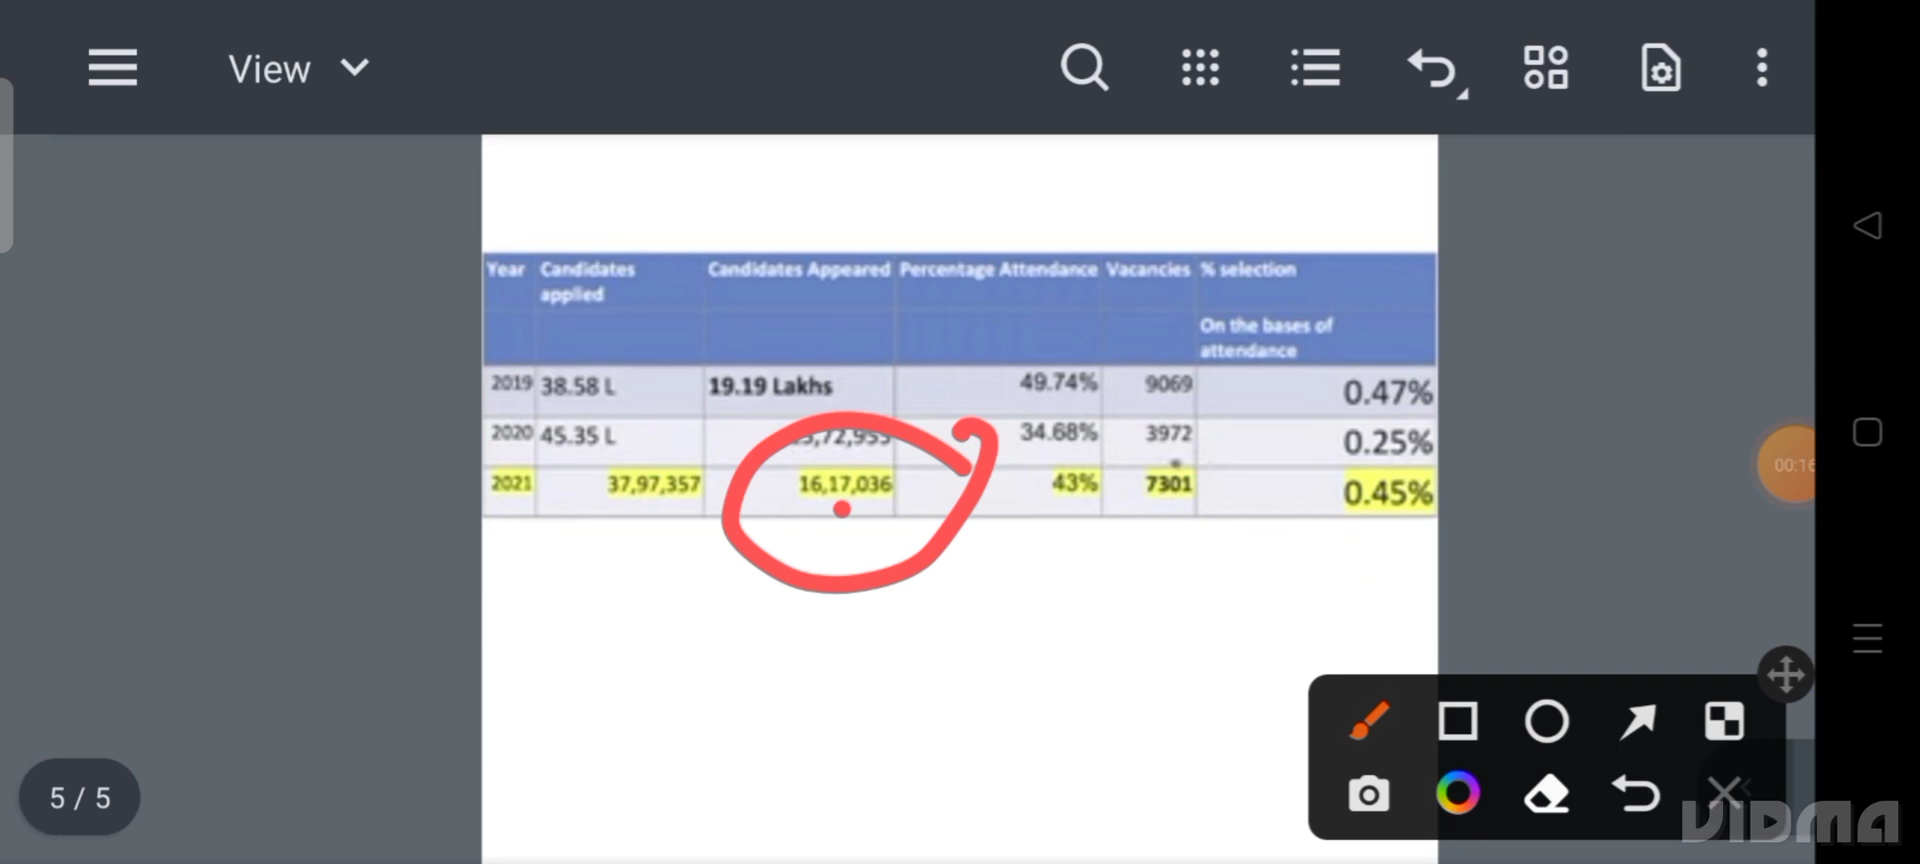 View
Year Candidates applied Candidates Appeared Percentage Attendance Vacancies % selection
On the bases of attendance
2019 38.58 L 19.19 Lakhs 49.74% 9069 0.47%
2020 45.35 L 34.68% 3972 0.25%
2021 37,97,357 16,17,036 43% 7301 0.45%
00:16
5 / 5
VIDMA